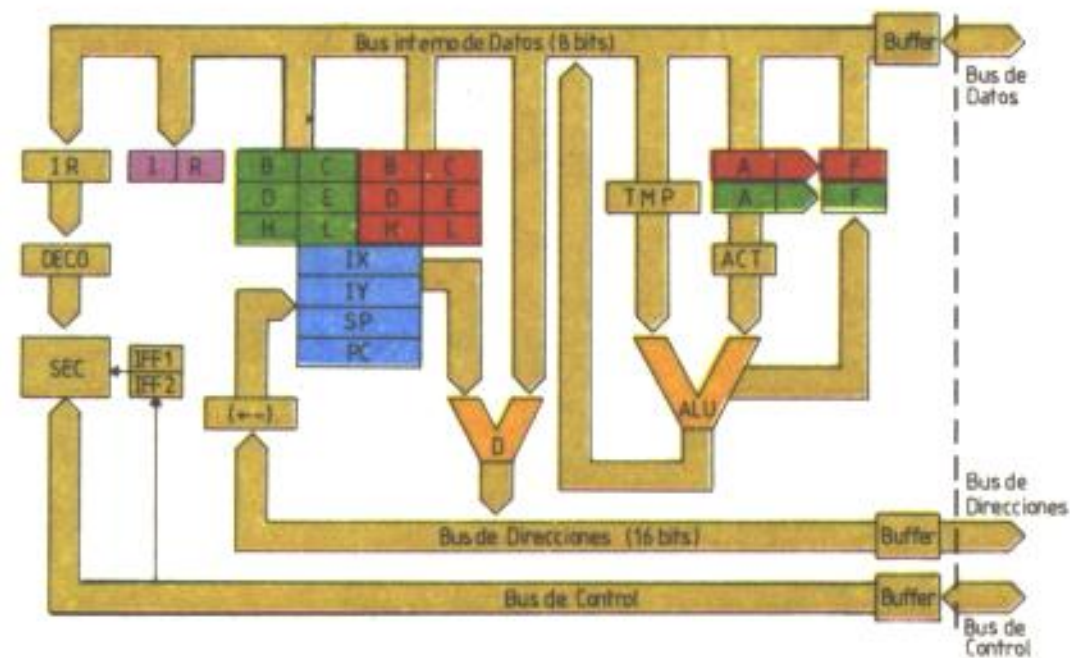 Bus interno de Datos (8 bits)
Buffer
Bus de
Datos
IR
I R
B C B C
D E D E
H L H L
TMP
A F
A F
DECO
IX
IY
SP
PC
ACT
SEC
IFF1
IFF2
(+-)
D
ALU
Bus de
Direcciones
Bus de Direcciones (16 bits)
Buffer
Bus de Control
Buffer
Bus de
Control